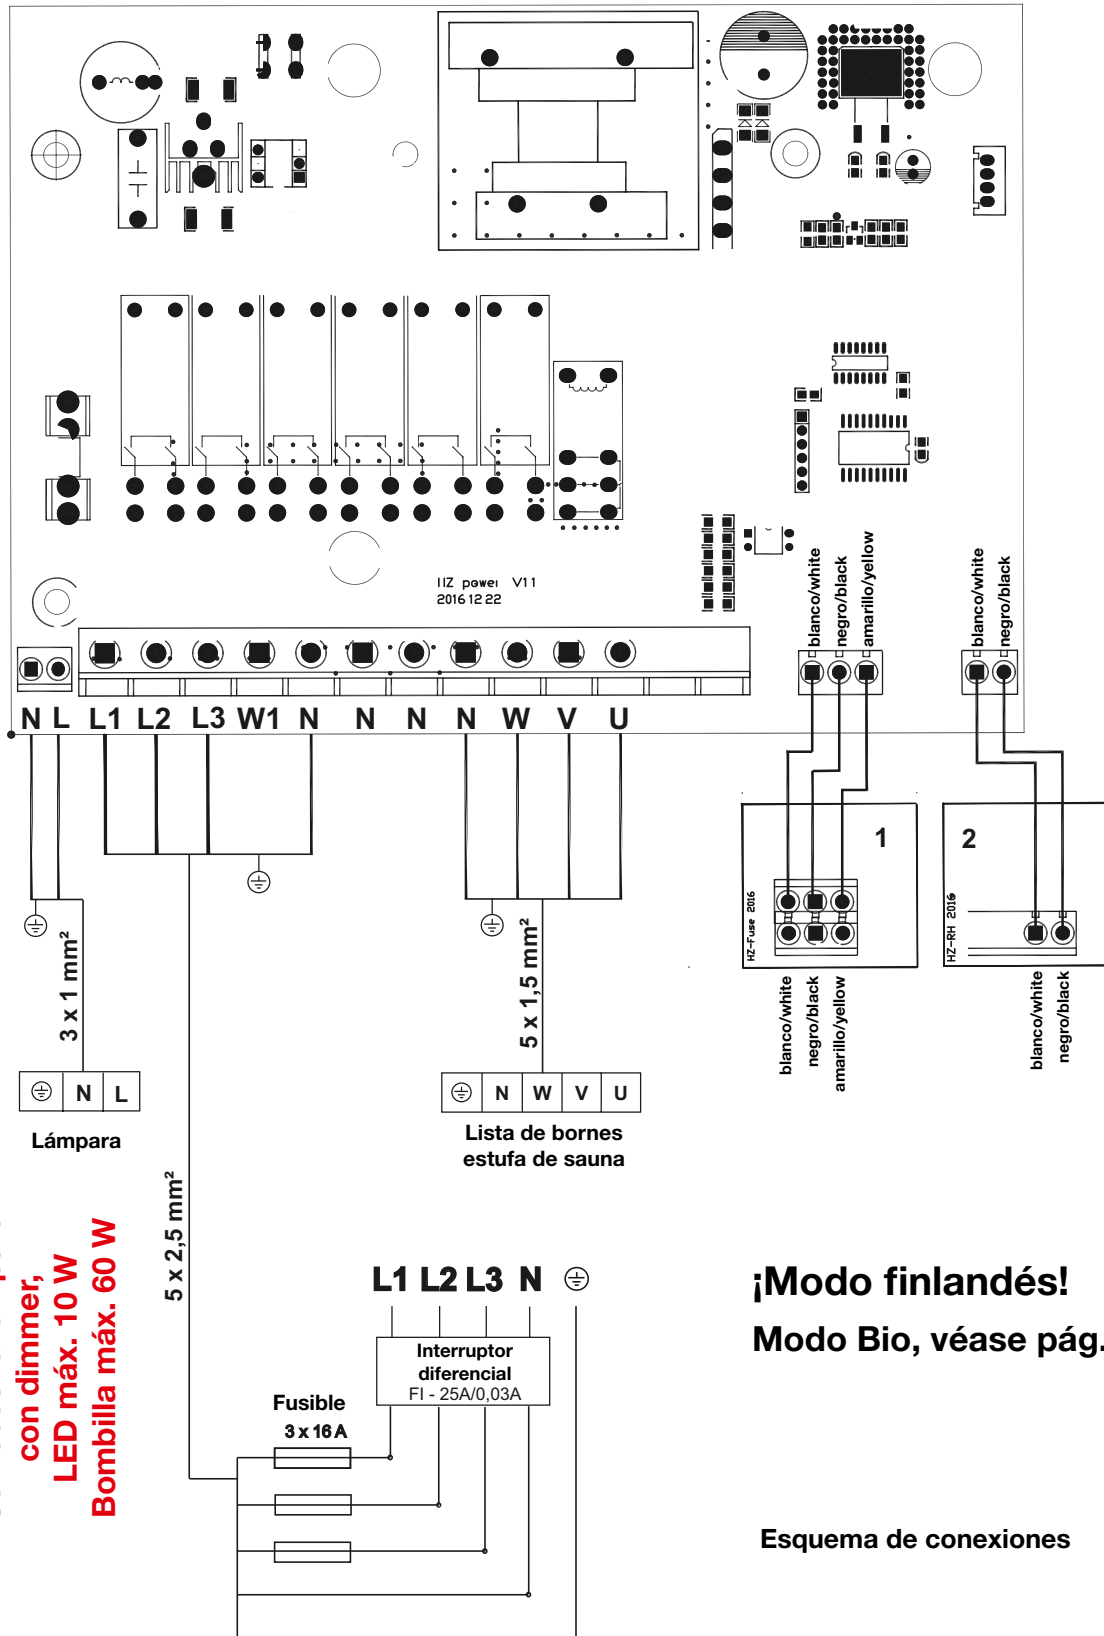 IIZ power V11
2016 12 22
blanco/white
negro/black
amarillo/yellow
blanco/white
negro/black
N L L1 L2 L3 W1 N N N N W V U
1
2
HZ-Fuse 2016
HZ-RH 2016
blanco/white
negro/black
amarillo/yellow
blanco/white
negro/black
3 x 1 mm²
5 x 1,5 mm²
N L
Lámpara
N W V U
Lista de bornes
estufa de sauna
5 x 2,5 mm²
con dimmer,
LED máx. 10 W
Bombilla máx. 60 W
L1 L2 L3 N
Interruptor
diferencial
FI - 25A/0,03A
Fusible
3 x 16 A
¡Modo finlandés!
Modo Bio, véase pág.
Esquema de conexiones